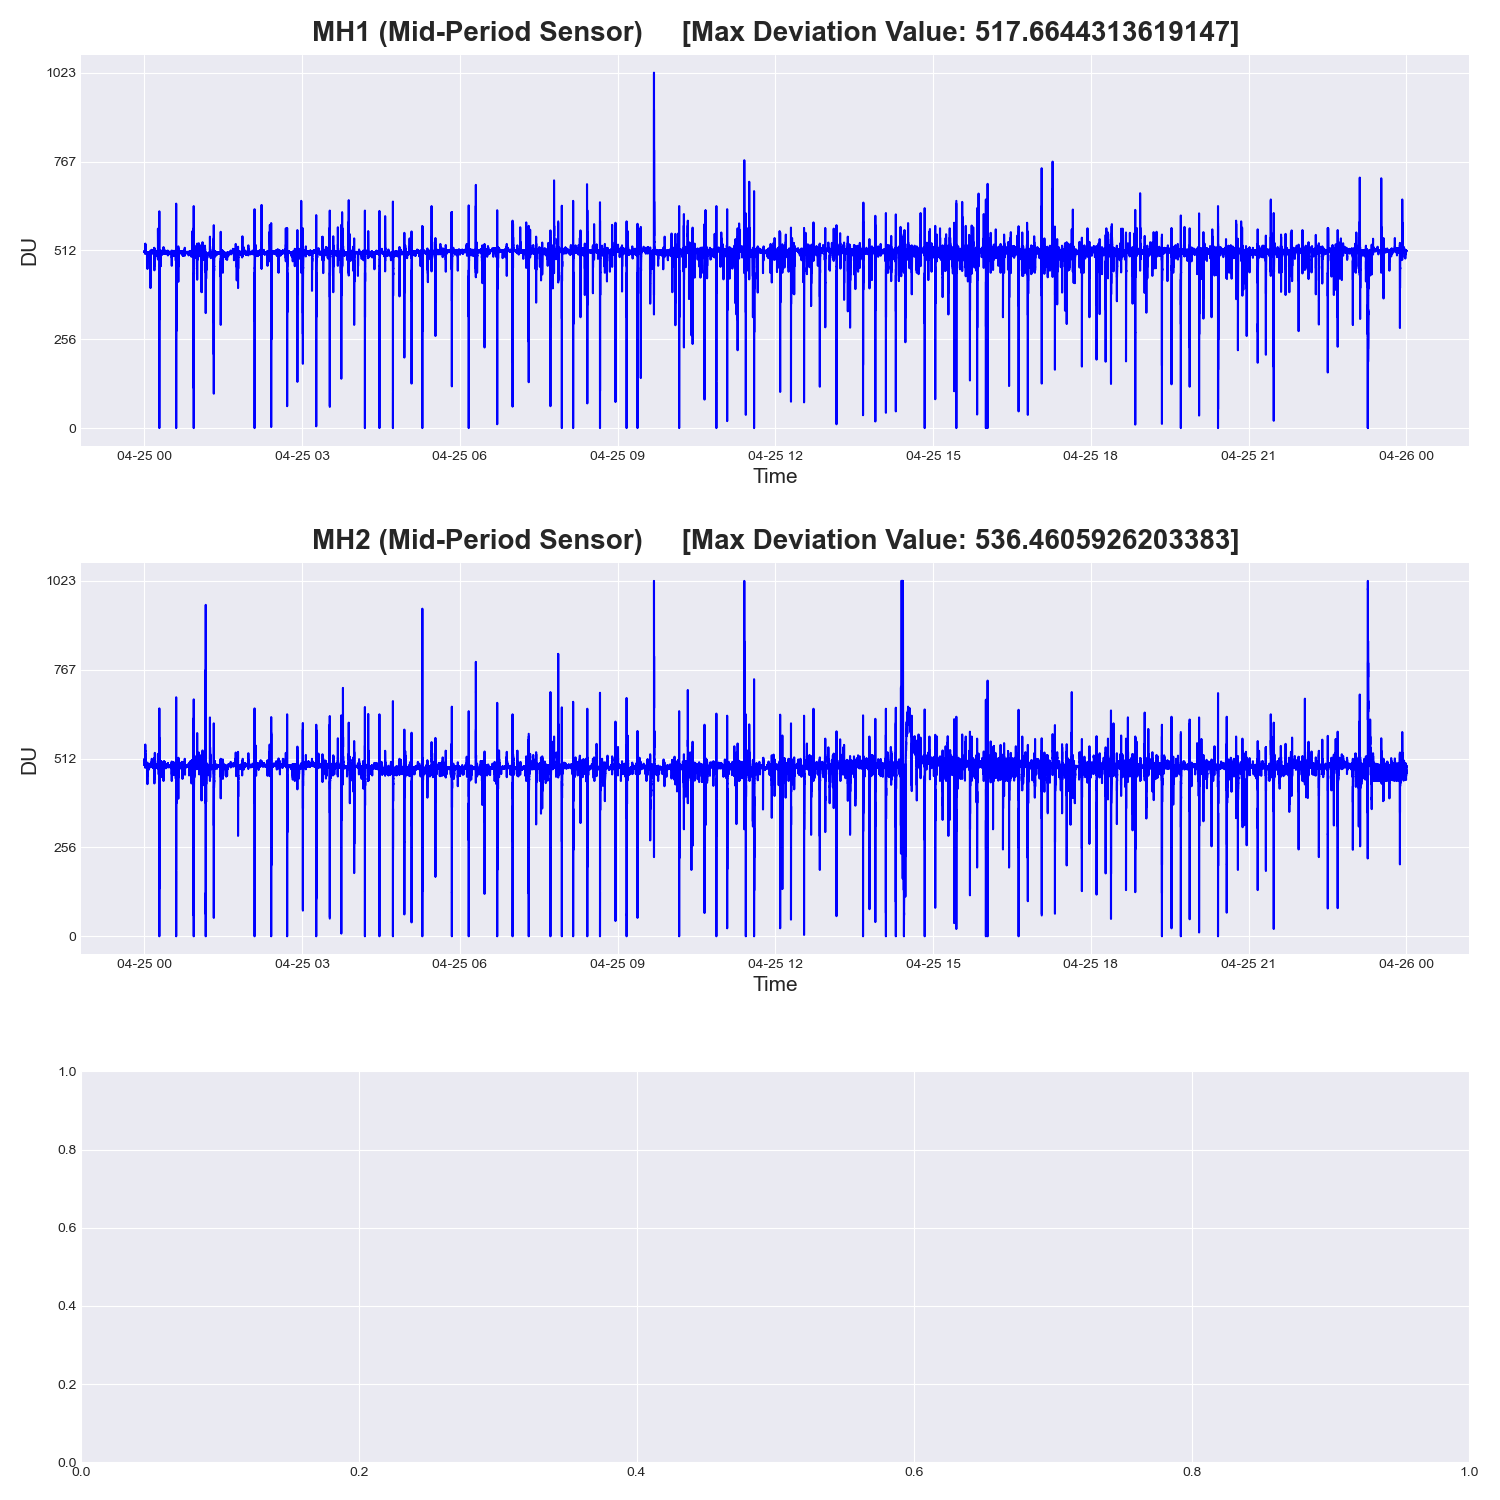 MH1 (Mid-Period Sensor)     [Max Deviation Value: 517.6644313619147]
1023
767
512
256
0
DU
04-25 00 04-25 03 04-25 06 04-25 09 04-25 12 04-25 15 04-25 18 04-25 21 04-26 00
Time
MH2 (Mid-Period Sensor)     [Max Deviation Value: 536.4605926203383]
1023
767
512
256
0
DU
04-25 00 04-25 03 04-25 06 04-25 09 04-25 12 04-25 15 04-25 18 04-25 21 04-26 00
Time
1.0
0.8
0.6
0.4
0.2
0.0
0.0 0.2 0.4 0.6 0.8 1.0